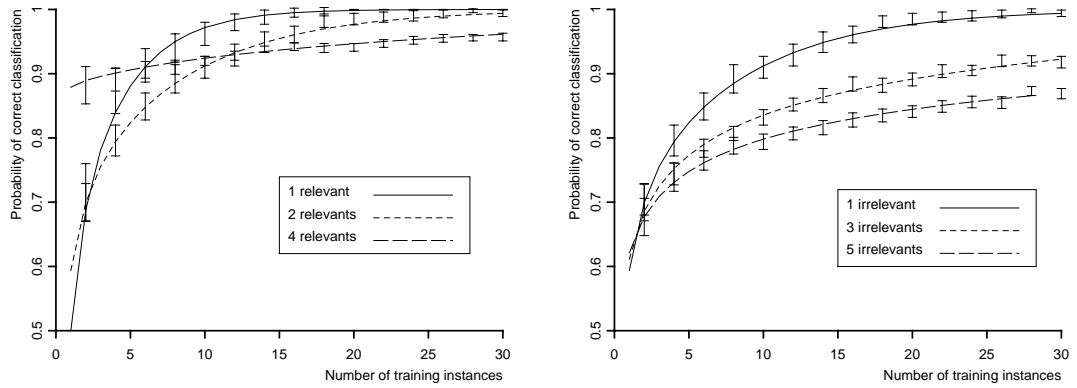 Probability of correct classification
0.5 0.6 0.7 0.8 0.9 1
1 relevant
2 relevants
4 relevants
0 5 10 15 20 25 30
Number of training instances
Probability of correct classification
0.5 0.6 0.7 0.8 0.9 1
1 irrelevant
3 irrelevants
5 irrelevants
0 5 10 15 20 25 30
Number of training instances